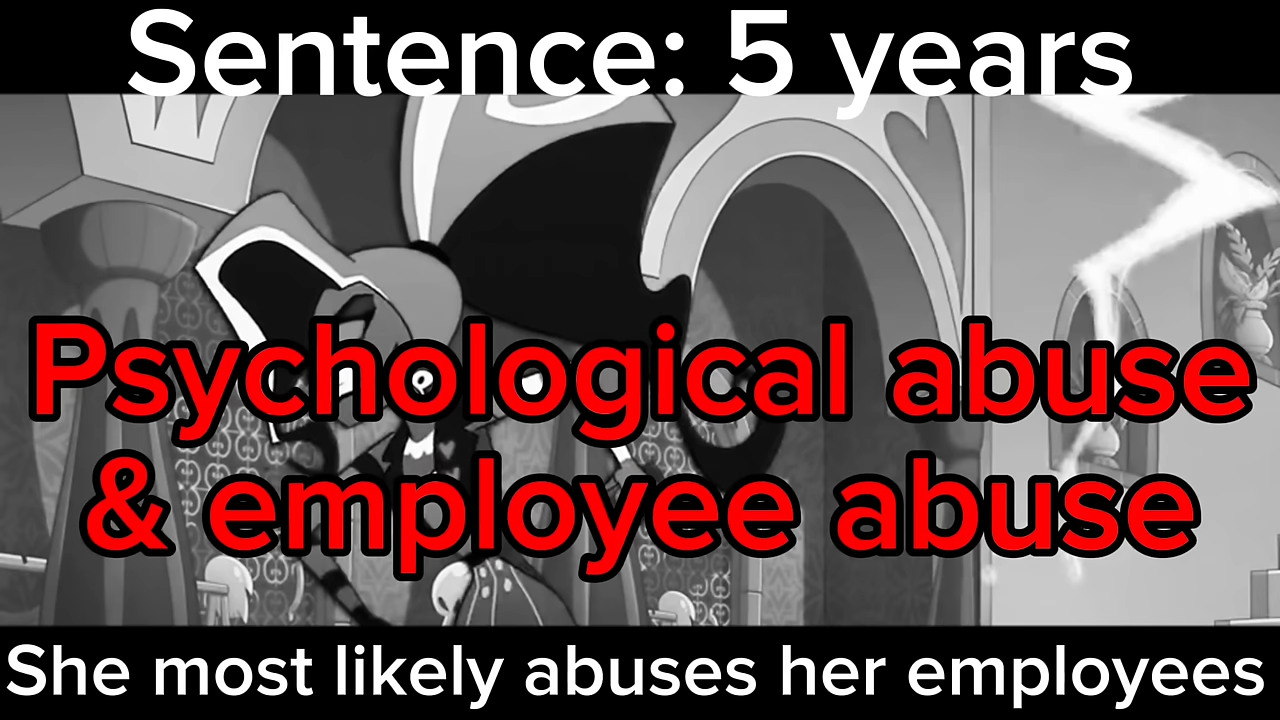 Sentence: 5 years
W
Psychological abuse
& employee abuse
She most likely abuses her employees